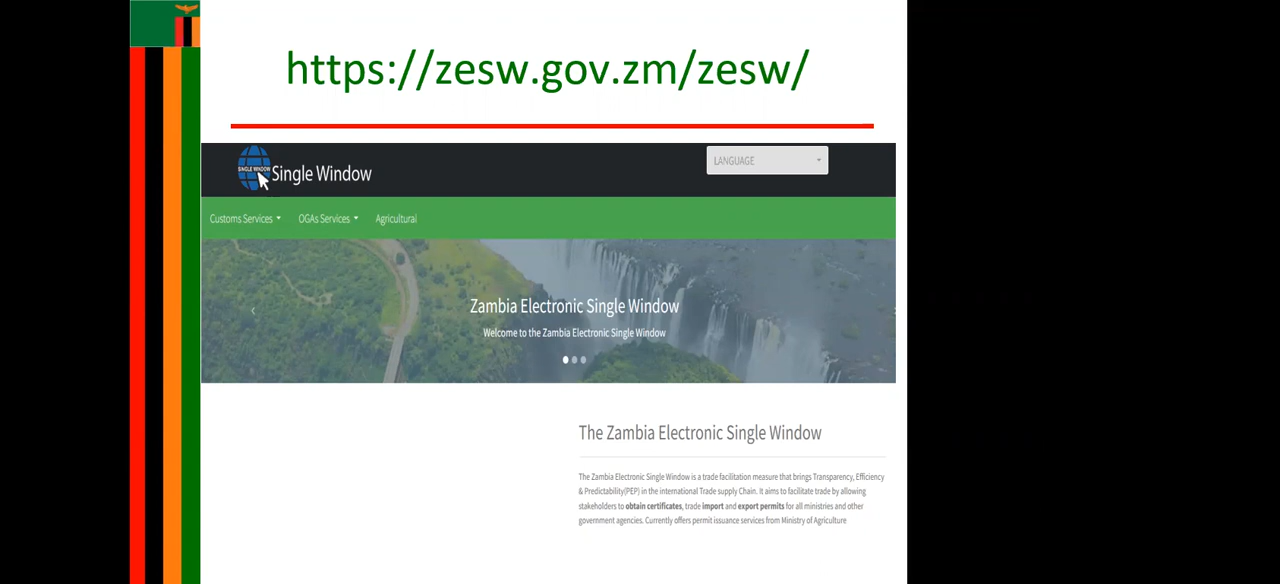 https://zesw.gov.zm/zesw/
SINGLE WINDOW
Single Window
LANGUAGE
Customs Services
OGAs Services
Agricultural
Zambia Electronic Single Window
Welcome to the Zambia Electronic Single Window
The Zambia Electronic Single Window
The Zambia Electronic Single Window is a trade facilitation measure that brings Transparency, Efficiency
& Predictability(PEP) in the international Trade supply Chain. It aims to facilitate trade by allowing
stakeholders to obtain certificates, trade import and export permits for all ministries and other
government agencies. Currently offers permit issuance services from Ministry of Agriculture